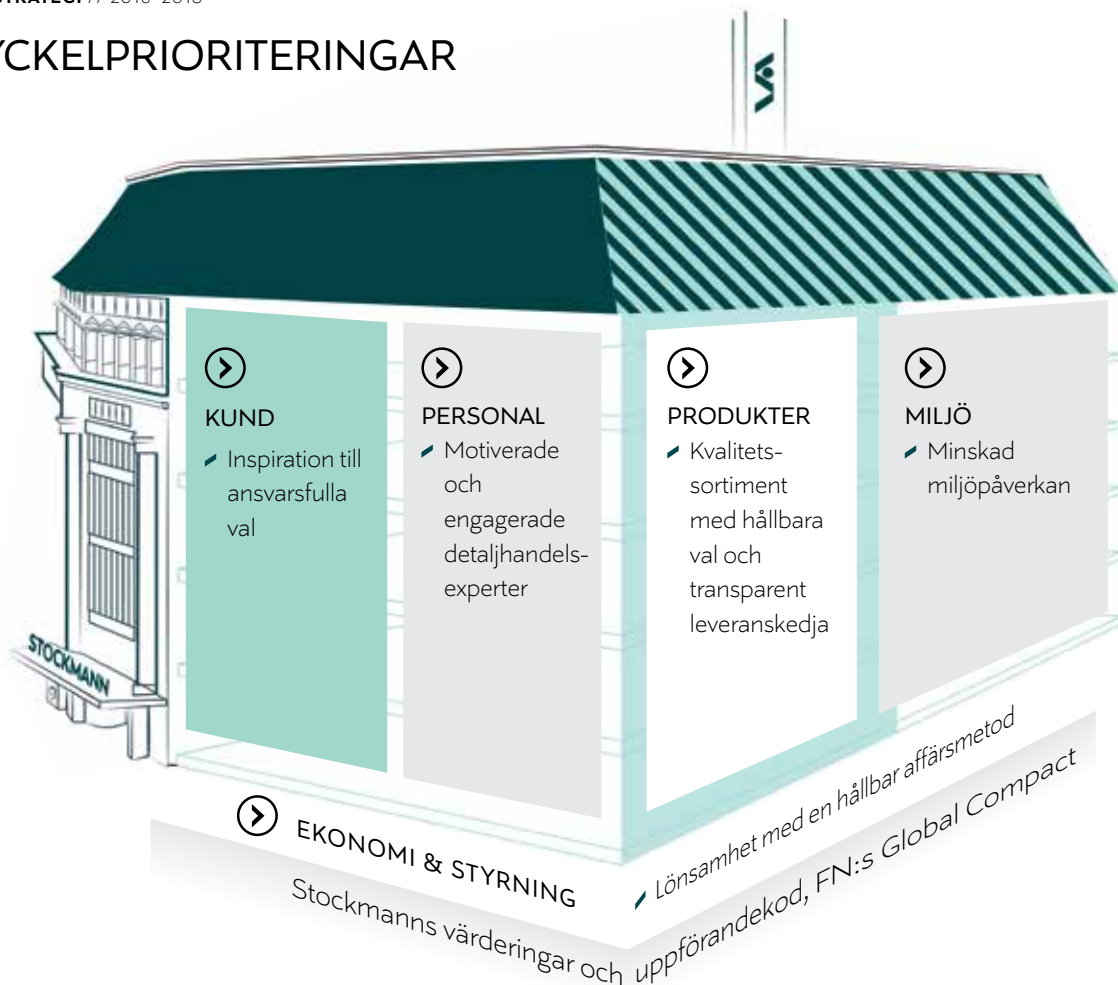 2016–2018
CKELPRIORITERINGAR
KUND
Inspiration till
ansvarsfulla
val
PERSONAL
Motiverade
och
engagerade
detaljhandels-
experter
PRODUKTER
Kvalitets-
sortiment
med hållbara
val och
transparent
leveranskedja
MILJÖ
Minskad
miljöpåverkan
STOCKMANN
EKONOMI & STYRNING
Lönsamhet med en hållbar affärsmetod
Stockmanns värderingar och uppförandekod, FN:s Global Compact